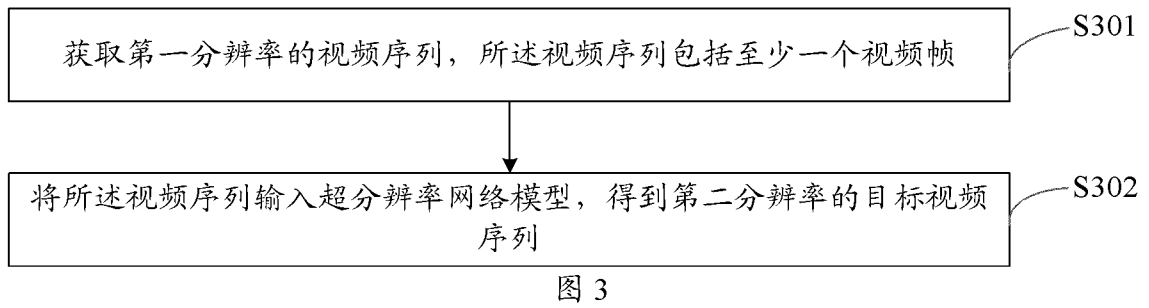 获取第一分辨率的视频序列，所述视频序列包括至少一个视频帧
S301
将所述视频序列输入超分辨率网络模型，得到第二分辨率的目标视频
序列
S302
图 3